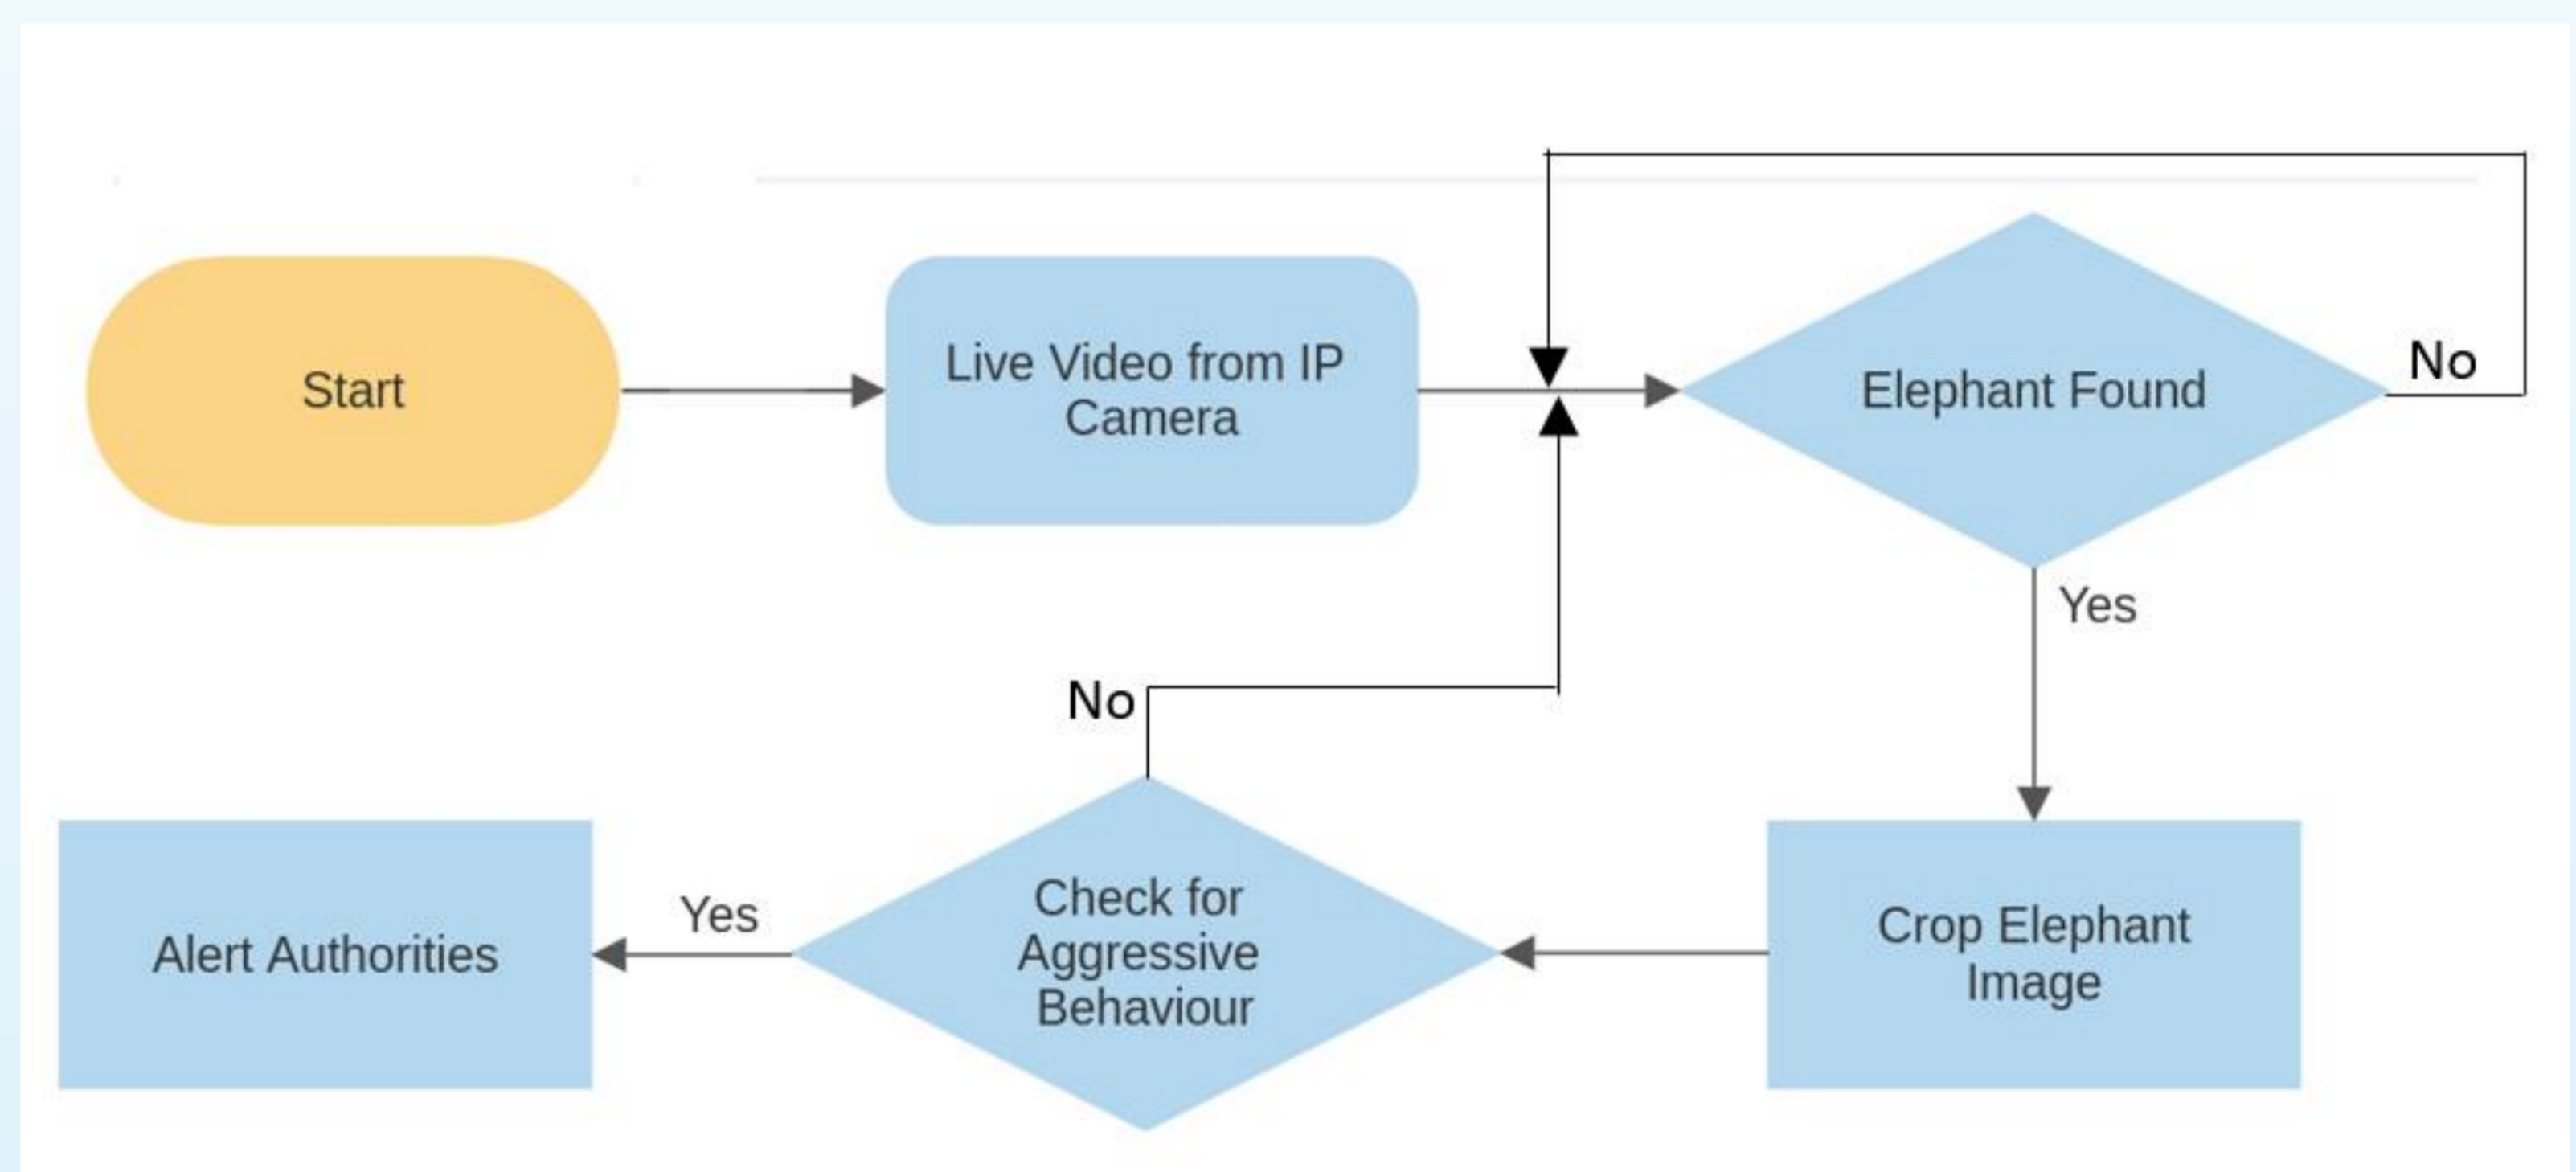 Start
Live Video from IP
Camera
Elephant Found
No
Yes
No
Alert Authorities
Yes
Check for
Aggressive
Behaviour
Crop Elephant
Image